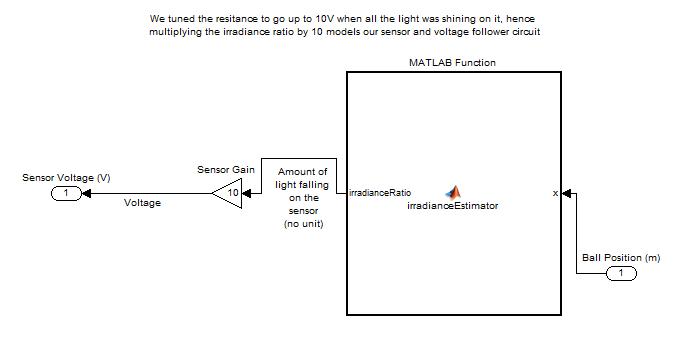 We tuned the resitance to go up to 10V when all the light was shining on it, hence
multiplying the irradiance ratio by 10 models our sensor and voltage follower circuit
MATLAB Function
Sensor Voltage (V)
1
Voltage
Sensor Gain
10
Amount of
light falling
on the
sensor
(no unit)
irradianceRatio
irradianceEstimator
x
Ball Position (m)
1